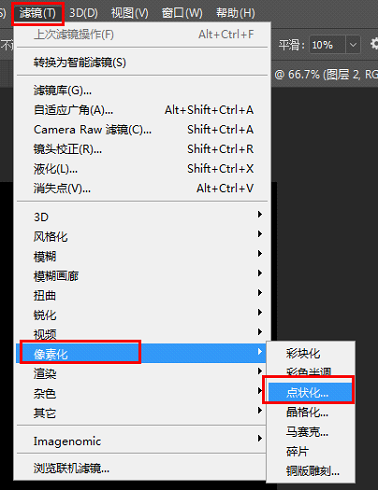 S) 滤镜(T) 3D(D) 视图(V) 窗口(W) 帮助(H)
上次滤镜操作(F) Alt+Ctrl+F
平滑: 10%
转换为智能滤镜(S)
@ 66.7% (图层 2, RG
滤镜库(G)...
自适应广角(A)... Alt+Shift+Ctrl+A
Camera Raw 滤镜(C)... Shift+Ctrl+A
镜头校正(R)... Shift+Ctrl+R
液化(L)... Shift+Ctrl+X
消失点(V)... Alt+Ctrl+V
3D
风格化
模糊
模糊画廊
扭曲
锐化
视频
像素化
渲染
杂色
其它
Imagenomic
浏览联机滤镜...
彩块化
彩色半调...
点状化...
晶格化...
马赛克...
碎片
铜版雕刻...